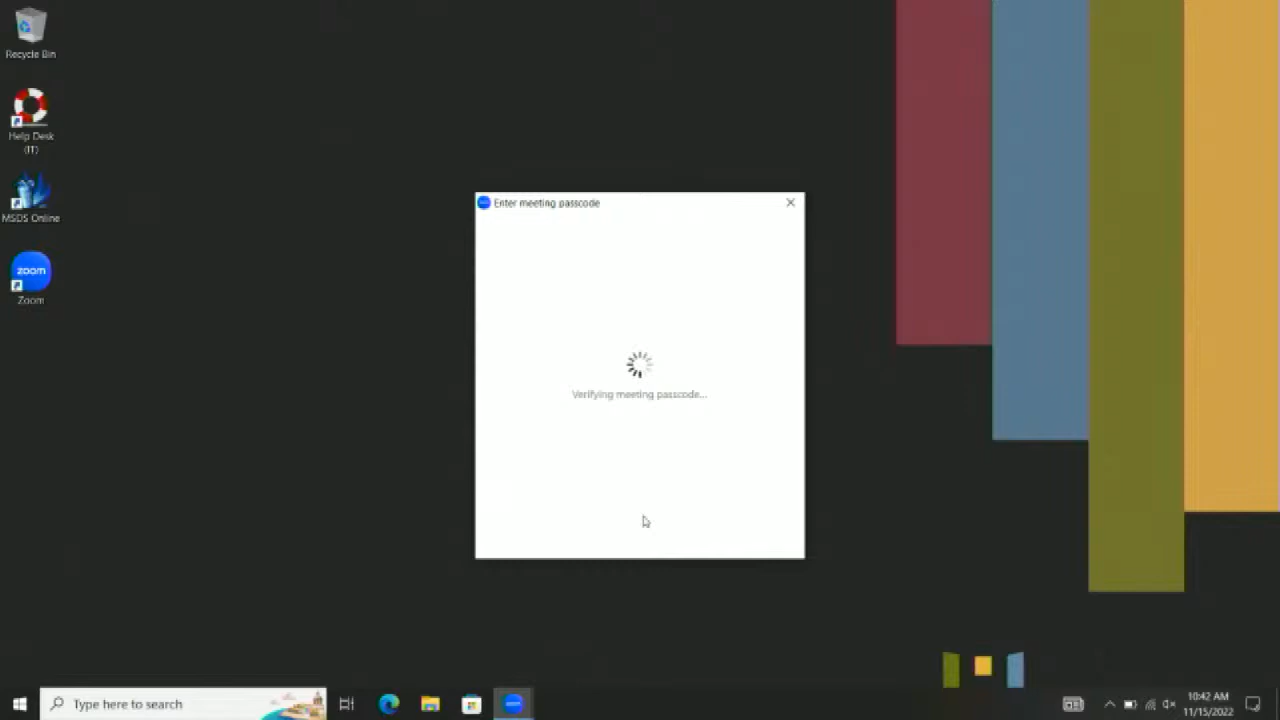 Recycle Bin
Help Desk
(IT)
MSDS Online
zoom
Zoom
Enter meeting passcode
Verifying meeting passcode...
Type here to search
10:42 AM
11/15/2022